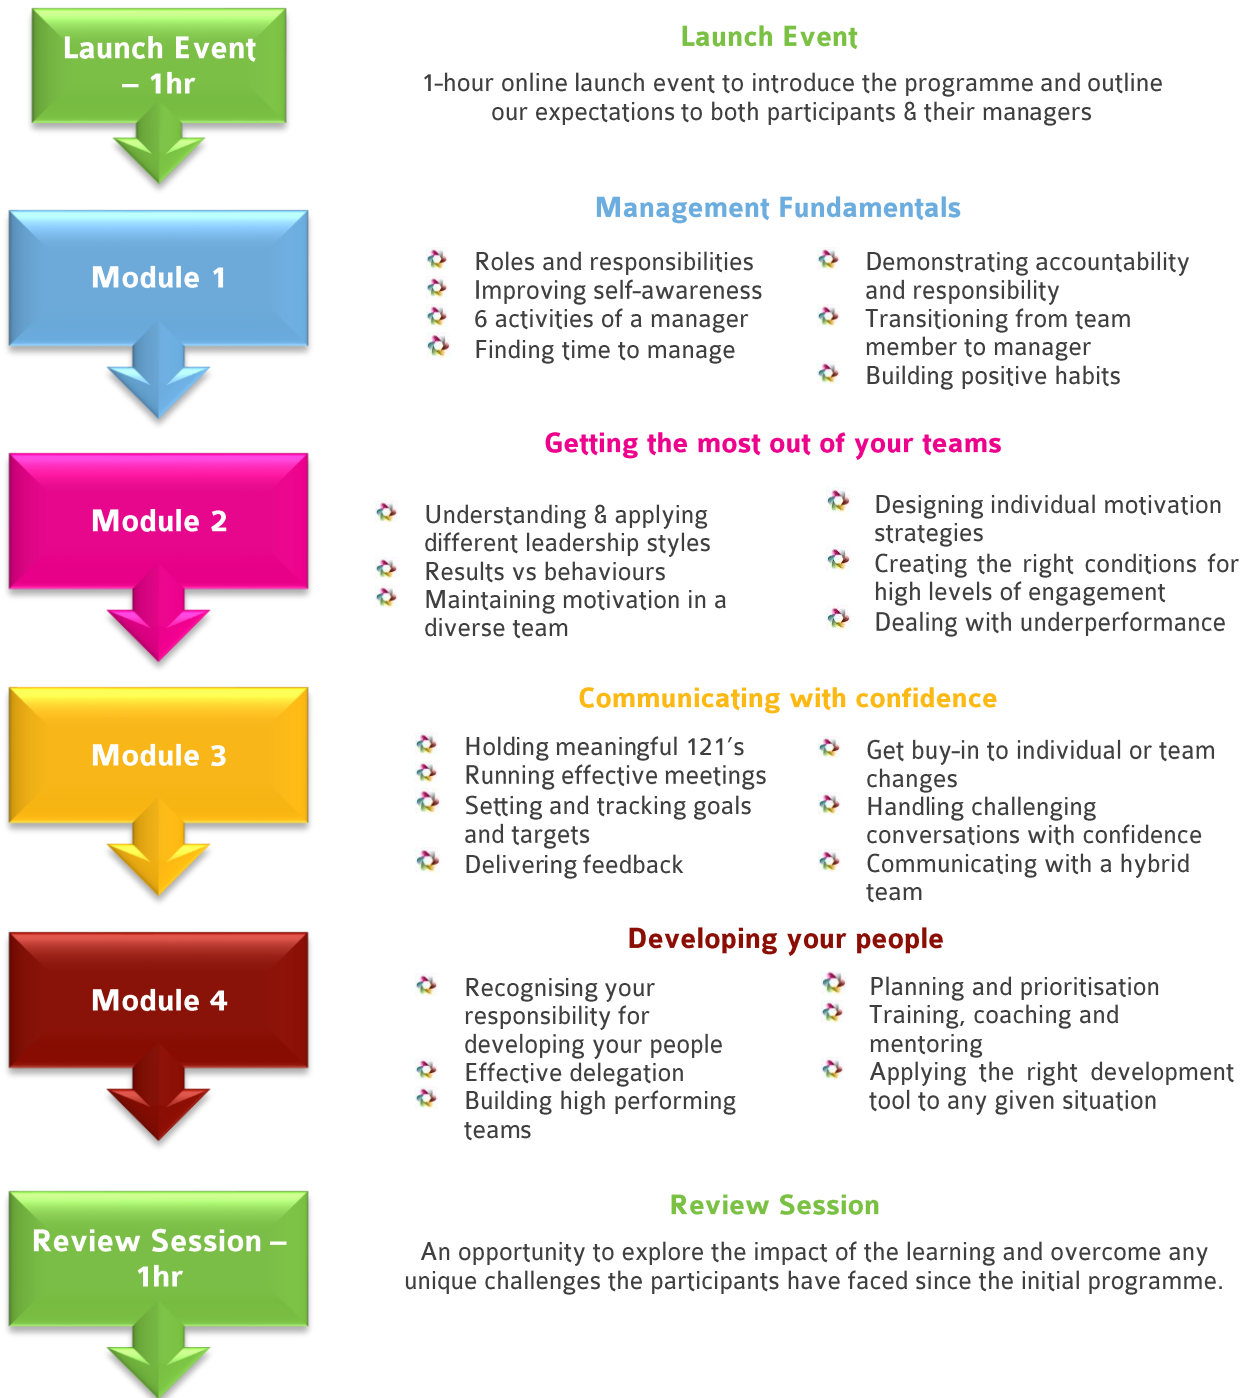 Launch Event
– 1hr
Launch Event
1-hour online launch event to introduce the programme and outline
our expectations to both participants & their managers
Module 1
Management Fundamentals
Roles and responsibilities
Improving self-awareness
6 activities of a manager
Finding time to manage
Demonstrating accountability
and responsibility
Transitioning from team
member to manager
Building positive habits
Module 2
Getting the most out of your teams
Understanding & applying
different leadership styles
Results vs behaviours
Maintaining motivation in a
diverse team
Designing individual motivation
strategies
Creating the right conditions for
high levels of engagement
Dealing with underperformance
Module 3
Communicating with confidence
Holding meaningful 121's
Running effective meetings
Setting and tracking goals
and targets
Delivering feedback
Get buy-in to individual or team
changes
Handling challenging
conversations with confidence
Communicating with a hybrid
team
Module 4
Developing your people
Recognising your
responsibility for
developing your people
Effective delegation
Building high performing
teams
Planning and prioritisation
Training, coaching and
mentoring
Applying the right development
tool to any given situation
Review Session –
1hr
Review Session
An opportunity to explore the impact of the learning and overcome any
unique challenges the participants have faced since the initial programme.